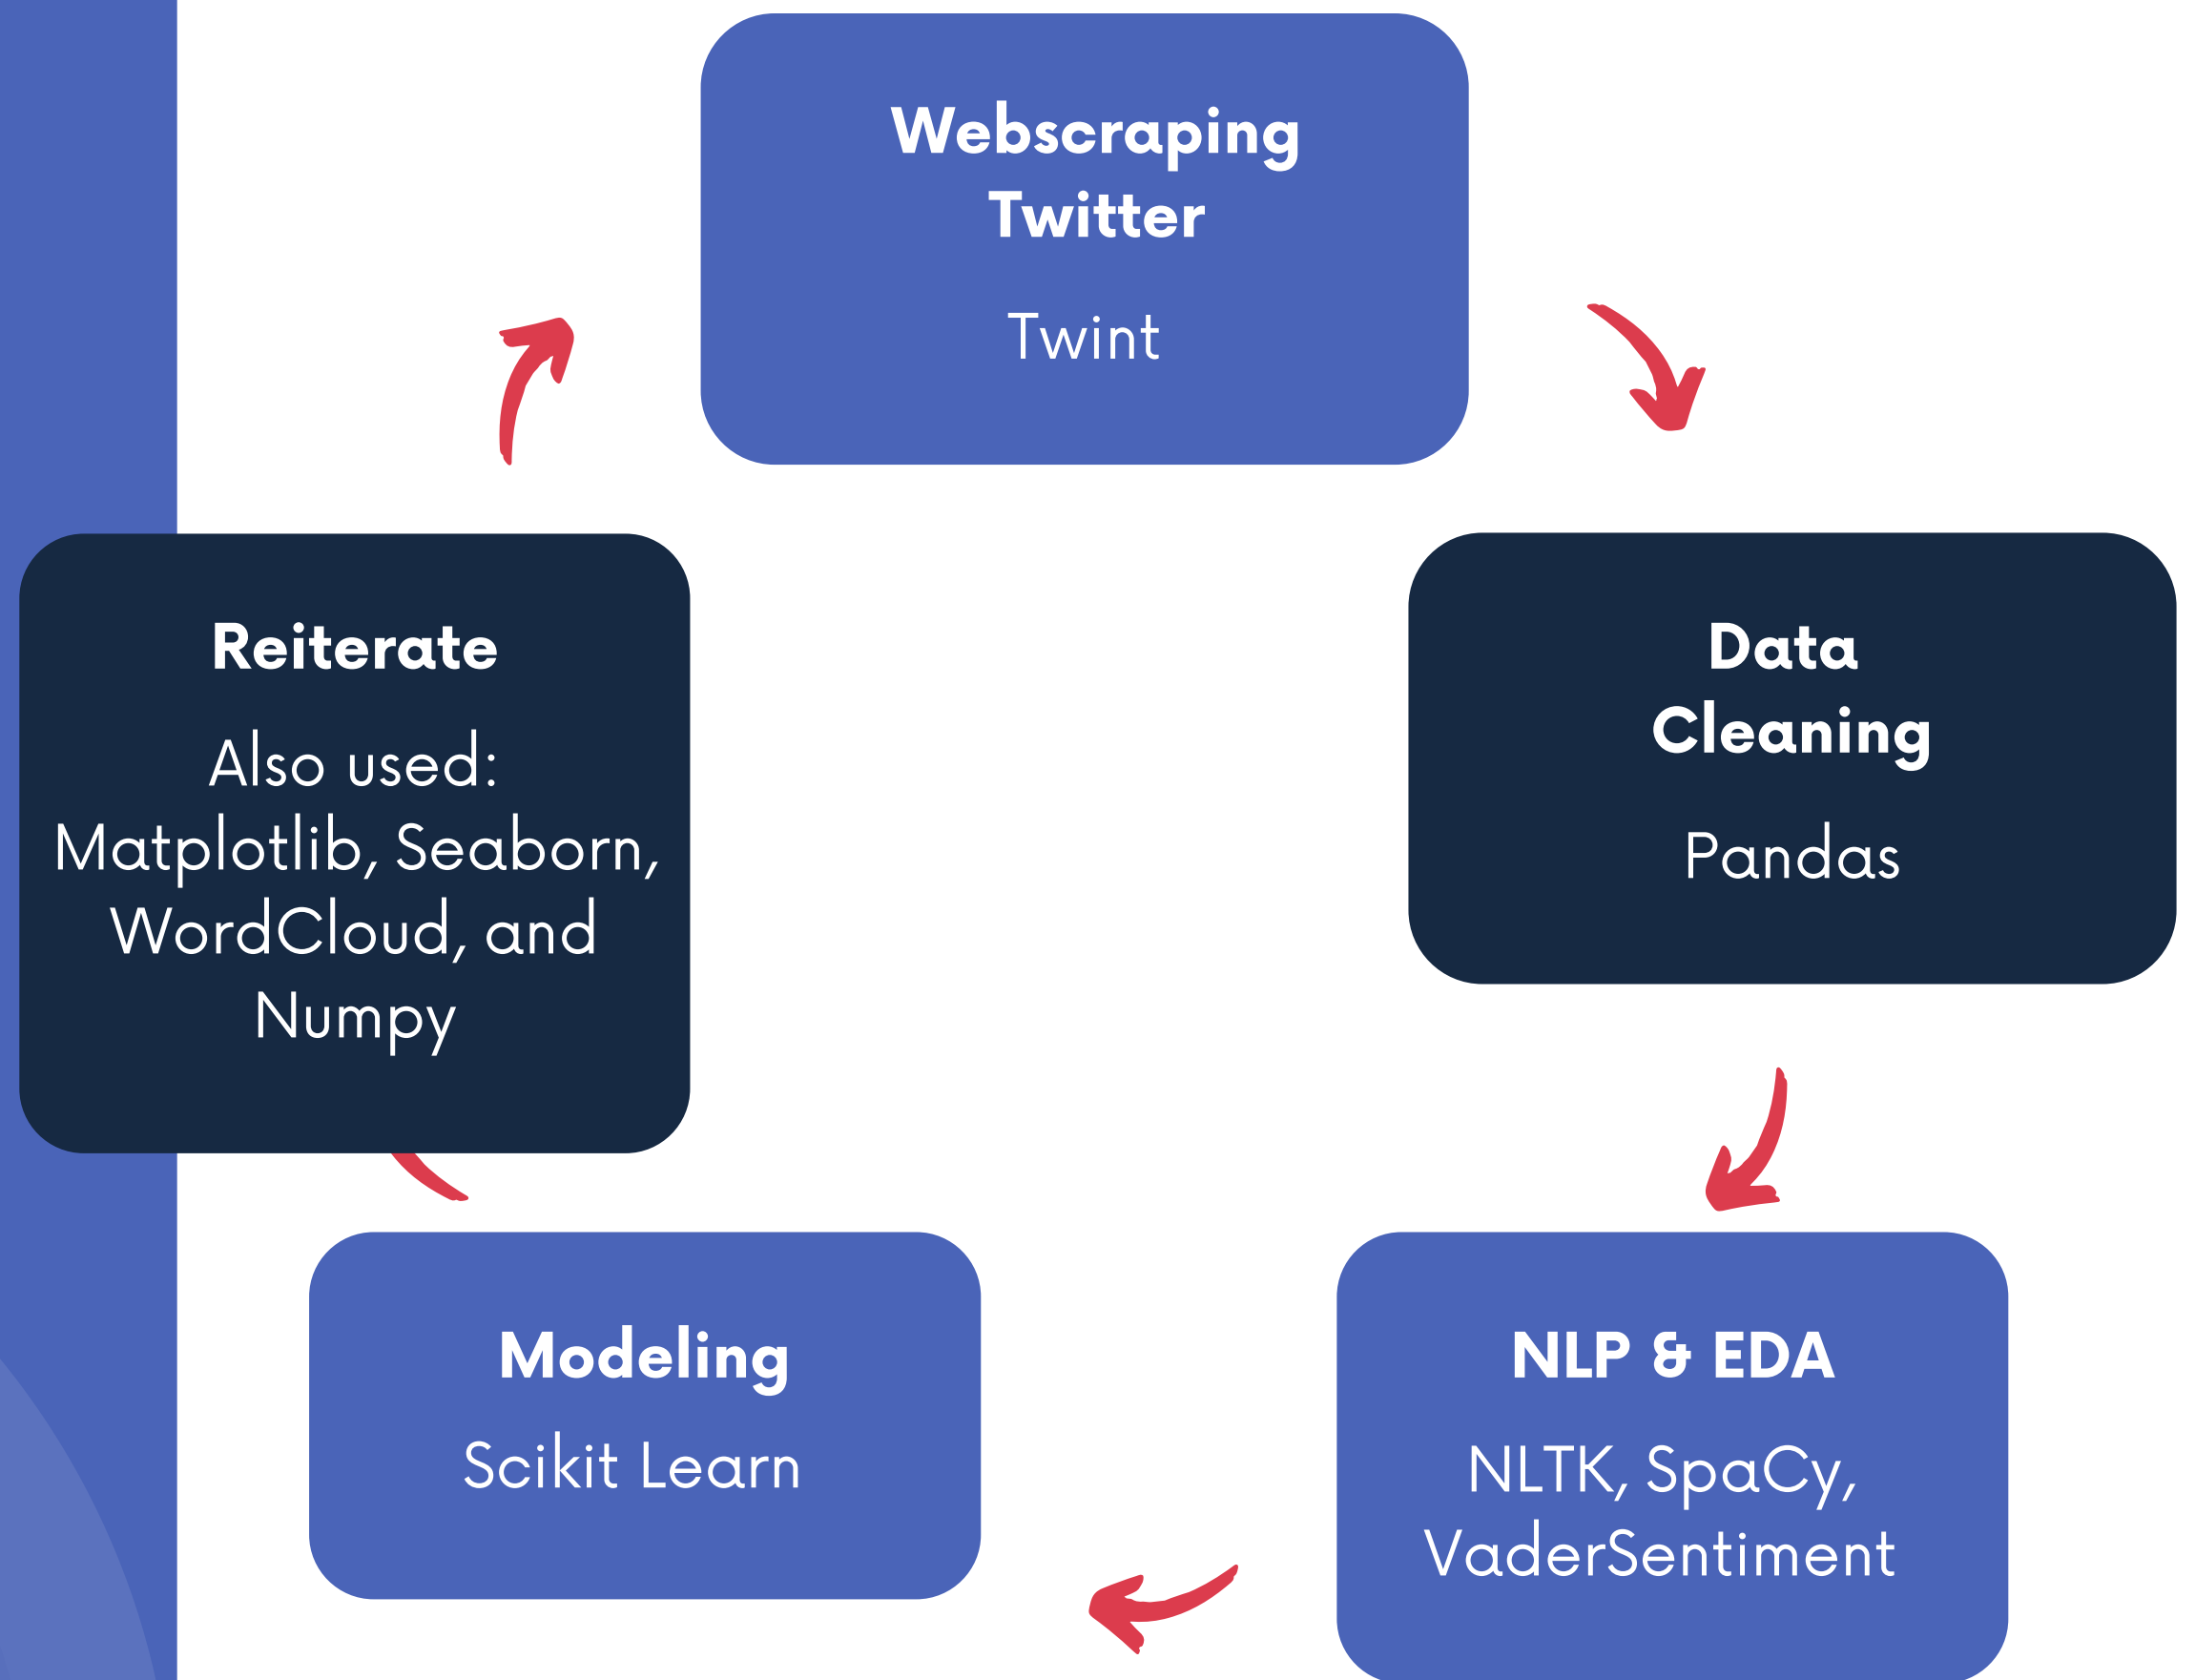 Webscraping
Twitter
Twint
Data
Cleaning
Pandas
NLP & EDA
NLTK, SpaCy,
VaderSentiment
Modeling
Scikit Learn
Reiterate
Also used:
Matplotlib, Seaborn,
WordCloud, and
Numpy